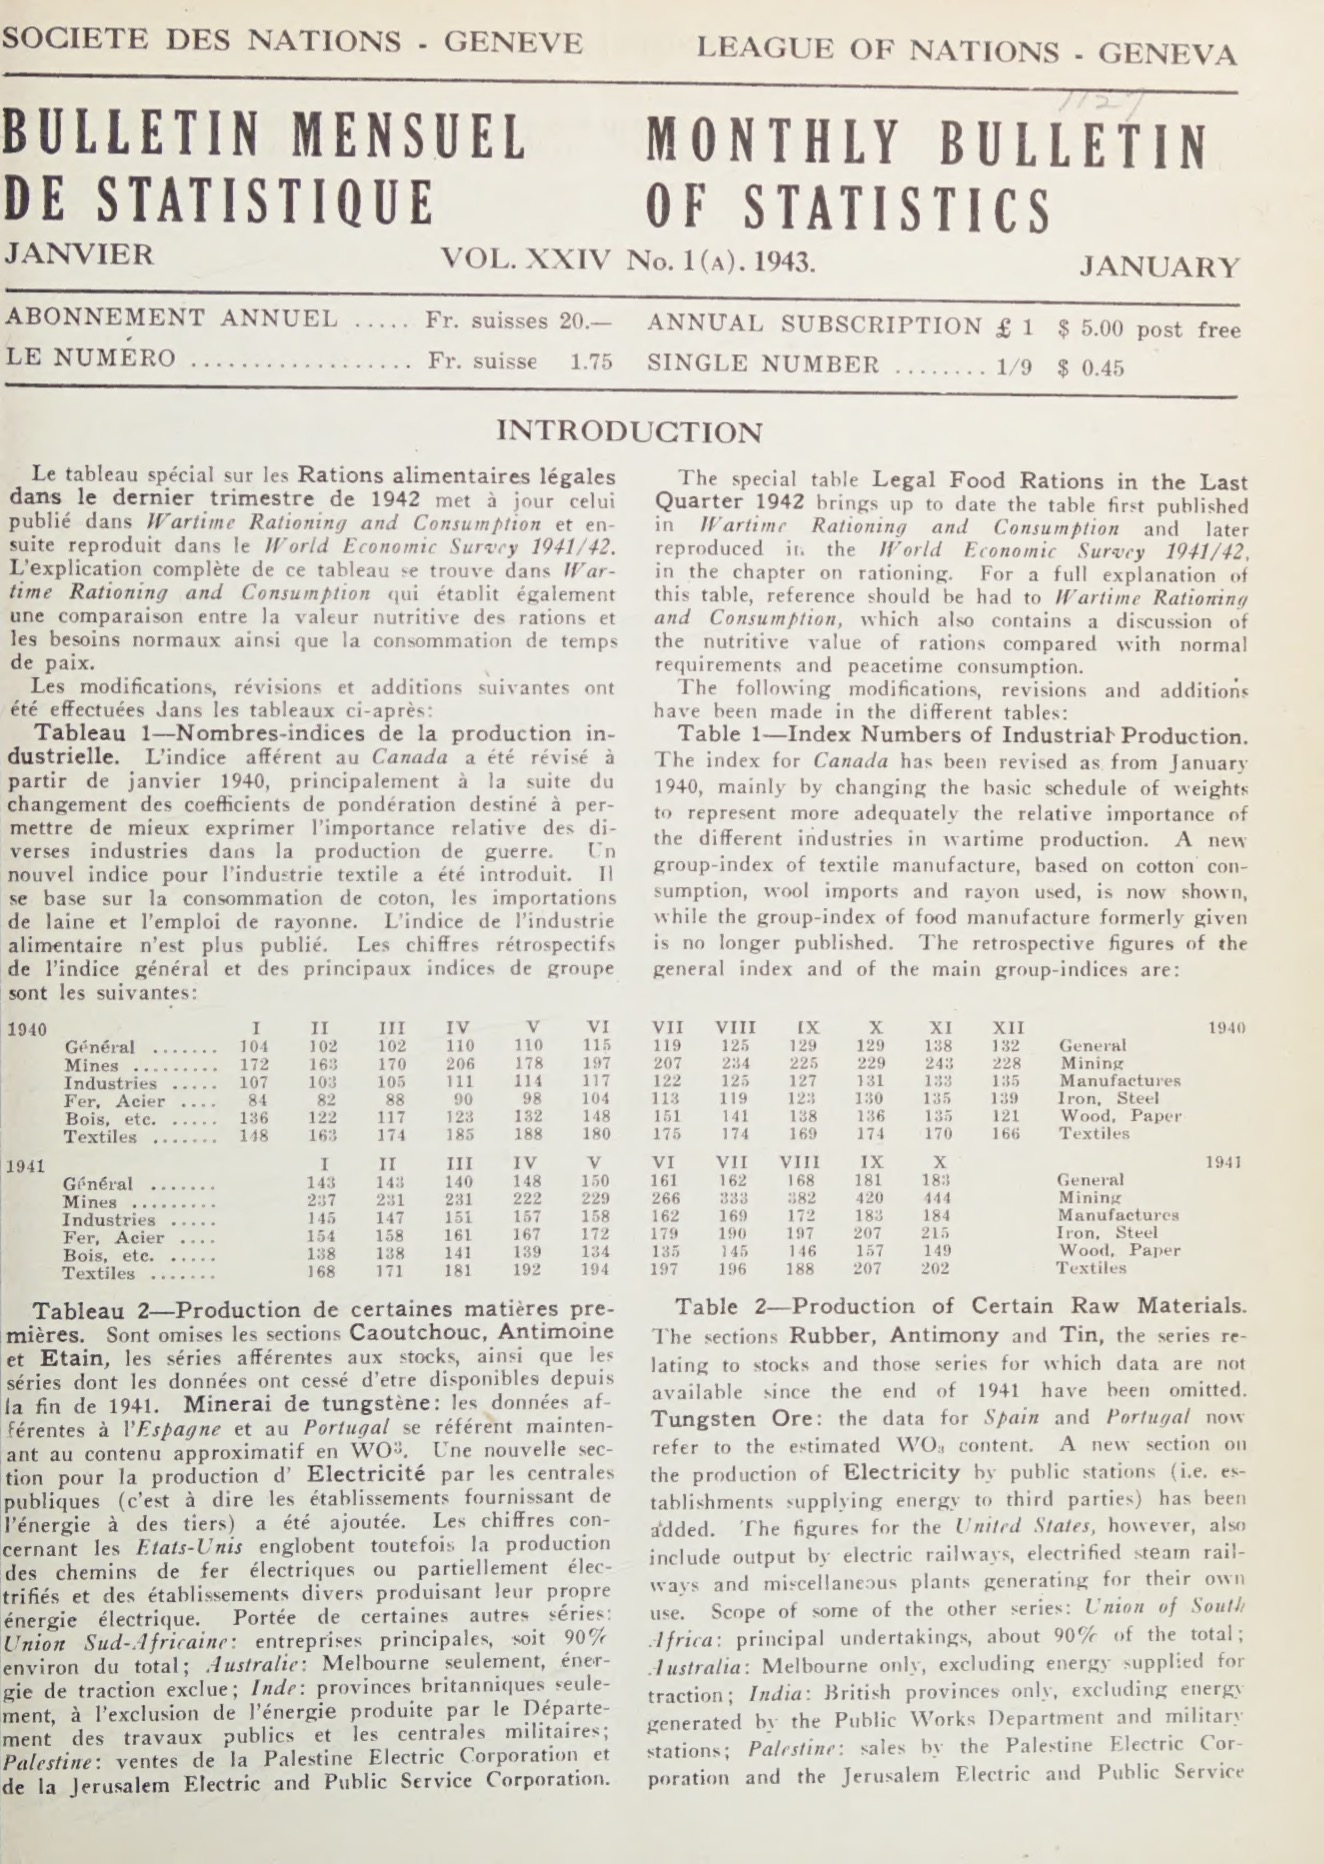 SOCIETE DES NATIONS - GENEVE
LEAGUE OF NATIONS - GENEVA
1127
BULLETIN MENSUEL
DE STATISTIQUE
MONTHLY BULLETIN
OF STATISTICS
JANVIER
VOL. XXIV No. 1(A). 1943.
JANUARY
ABONNEMENT ANNUEL ..... Fr. suisses 20.—
LE NUMÉRO .................. Fr. suisse 1.75
ANNUAL SUBSCRIPTION £ 1 $ 5.00 post free
SINGLE NUMBER ........ 1/9 $ 0.45
INTRODUCTION
Le tableau spécial sur les Rations alimentaires légales
dans le dernier trimestre de 1942 met à jour celui
publié dans Wartime Rationing and Consumption et en-
suite reproduit dans le World Economic Survey 1941/42.
L'explication complète de ce tableau se trouve dans War-
time Rationing and Consumption qui établit également
une comparaison entre la valeur nutritive des rations et
les besoins normaux ainsi que la consommation de temps
de paix.
Les modifications, révisions et additions suivantes ont
été effectuées dans les tableaux ci-après:
Tableau 1—Nombres-indices de la production in-
dustrielle. L'indice afférent au Canada a été révisé à
partir de janvier 1940, principalement à la suite du
changement des coefficients de pondération destiné à per-
mettre de mieux exprimer l'importance relative des di-
verses industries dans la production de guerre. Un
nouvel indice pour l'industrie textile a été introduit. Il
se base sur la consommation de coton, les importations
de laine et l'emploi de rayonne. L'indice de l'industrie
alimentaire n'est plus publié. Les chiffres rétrospectifs
de l'indice général et des principaux indices de groupe
sont les suivantes:
The special table Legal Food Rations in the Last
Quarter 1942 brings up to date the table first published
in Wartime Rationing and Consumption and later
reproduced in the World Economic Survey 1941/42,
in the chapter on rationing. For a full explanation of
this table, reference should be had to Wartime Rationing
and Consumption, which also contains a discussion of
the nutritive value of rations compared with normal
requirements and peacetime consumption.
The following modifications, revisions and additions
have been made in the different tables:
Table 1—Index Numbers of Industrial Production.
The index for Canada has been revised as from January
1940, mainly by changing the basic schedule of weights
to represent more adequately the relative importance of
the different industries in wartime production. A new
group-index of textile manufacture, based on cotton con-
sumption, wool imports and rayon used, is now shown,
while the group-index of food manufacture formerly given
is no longer published. The retrospective figures of the
general index and of the main group-indices are:
1940 I II III IV V VI VII VIII IX X XI XII 1940
Général ....... 104 102 102 110 110 115 119 125 129 129 138 132 General
Mines ......... 172 163 170 206 178 197 207 234 225 229 243 228 Mining
Industries ..... 107 103 105 111 114 117 122 125 127 131 133 135 Manufactures
Fer, Acier .... 84 82 88 90 98 104 113 119 123 130 135 139 Iron, Steel
Bois, etc. ..... 136 122 117 123 132 148 151 141 138 136 135 121 Wood, Paper
Textiles ....... 148 163 174 185 188 180 175 174 169 174 170 166 Textiles
1941 I II III IV V VI VII VIII IX X 1941
Général ....... 143 143 140 148 150 161 162 168 181 183 General
Mines ......... 237 231 231 222 229 266 333 382 420 444 Mining
Industries ..... 145 147 151 157 158 162 169 172 183 184 Manufactures
Fer, Acier .... 154 158 161 167 172 179 190 197 207 215 Iron, Steel
Bois, etc. ..... 138 138 141 139 134 135 145 146 157 149 Wood, Paper
Textiles ....... 168 171 181 192 194 197 196 188 207 202 Textiles
Tableau 2—Production de certaines matières pre-
mières. Sont omises les sections Caoutchouc, Antimoine
et Etain, les séries afférentes aux stocks, ainsi que les
séries dont les données ont cessé d'etre disponibles depuis
la fin de 1941. Minerai de tungstène: les données af-
férentes à l'Espagne et au Portugal se référent mainten-
ant au contenu approximatif en WO³. Une nouvelle sec-
tion pour la production d' Electricité par les centrales
publiques (c'est à dire les établissements fournissant de
l'énergie à des tiers) a été ajoutée. Les chiffres con-
cernant les Etats-Unis englobent toutefois la production
des chemins de fer électriques ou partiellement élec-
trifiés et des établissements divers produisant leur propre
énergie électrique. Portée de certaines autres séries:
Union Sud-Africaine: entreprises principales, soit 90%
environ du total; Australie: Melbourne seulement, éner-
gie de traction exclue; Inde: provinces britanniques seule-
ment, à l'exclusion de l'énergie produite par le Départe-
ment des travaux publics et les centrales militaires;
Palestine: ventes de la Palestine Electric Corporation et
de la Jerusalem Electric and Public Service Corporation.
Table 2—Production of Certain Raw Materials.
The sections Rubber, Antimony and Tin, the series re-
lating to stocks and those series for which data are not
available since the end of 1941 have been omitted.
Tungsten Ore: the data for Spain and Portugal now
refer to the estimated WO₃ content. A new section on
the production of Electricity by public stations (i.e. es-
tablishments supplying energy to third parties) has been
added. The figures for the United States, however, also
include output by electric railways, electrified steam rail-
ways and miscellaneous plants generating for their own
use. Scope of some of the other series: Union of South
Africa: principal undertakings, about 90% of the total;
Australia: Melbourne only, excluding energy supplied for
traction; India: British provinces only, excluding energy
generated by the Public Works Department and military
stations; Palestine: sales by the Palestine Electric Cor-
poration and the Jerusalem Electric and Public Service